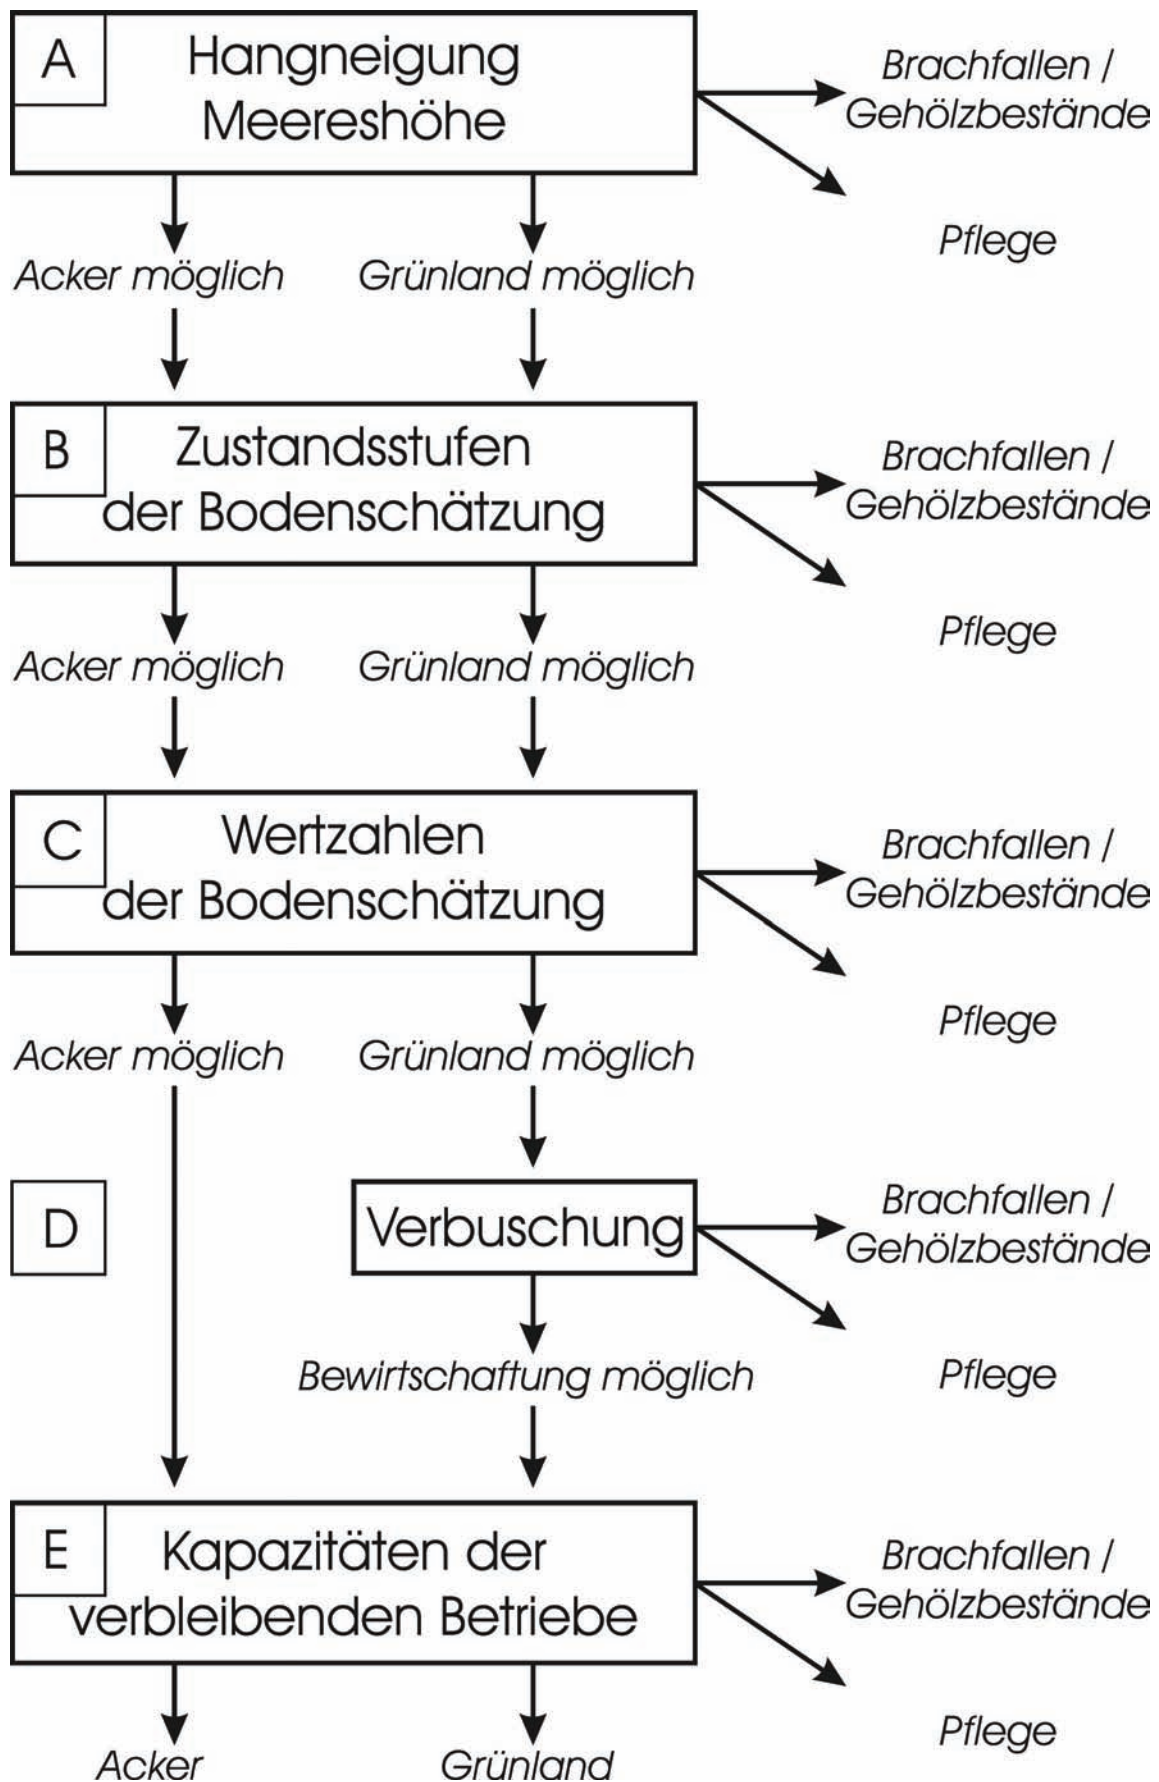 A
Hangneigung
Meereshöhe
Brachfallen /
Gehölzbestände
Pflege
Acker möglich
Grünland möglich
B
Zustandsstufen
der Bodenschätzung
Brachfallen /
Gehölzbestände
Pflege
Acker möglich
Grünland möglich
C
Wertzahlen
der Bodenschätzung
Brachfallen /
Gehölzbestände
Pflege
Acker möglich
Grünland möglich
D
Verbuschung
Brachfallen /
Gehölzbestände
Pflege
Bewirtschaftung möglich
E
Kapazitäten der
verbleibenden Betriebe
Brachfallen /
Gehölzbestände
Pflege
Acker
Grünland